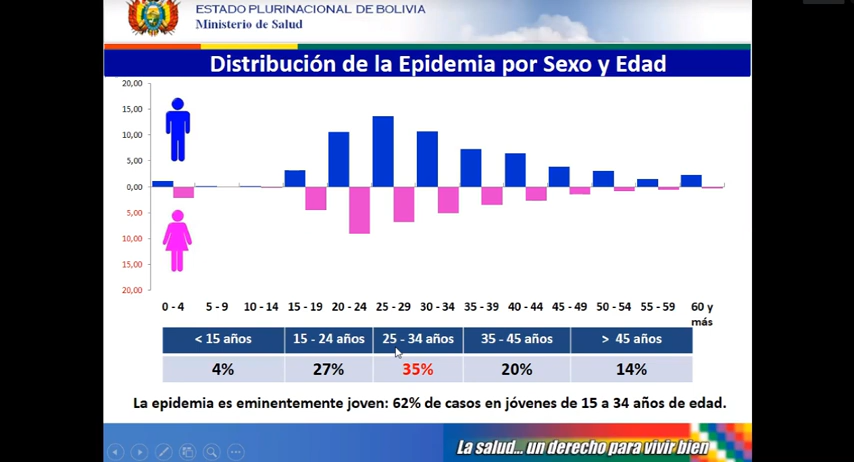 ESTADO PLURINACIONAL DE BOLIVIA
Ministerio de Salud
Distribución de la Epidemia por Sexo y Edad
20,00
15,00
10,00
5,00
0,00
5,00
10,00
15,00
20,00
0 - 4 5 - 9 10 - 14 15 - 19 20 - 24 25 - 29 30 - 34 35 - 39 40 - 44 45 - 49 50 - 54 55 - 59 60 y
más
< 15 años 15 - 24 años 25 - 34 años 35 - 45 años > 45 años
4% 27% 35% 20% 14%
La epidemia es eminentemente joven: 62% de casos en jóvenes de 15 a 34 años de edad.
La salud... un derecho para vivir bien